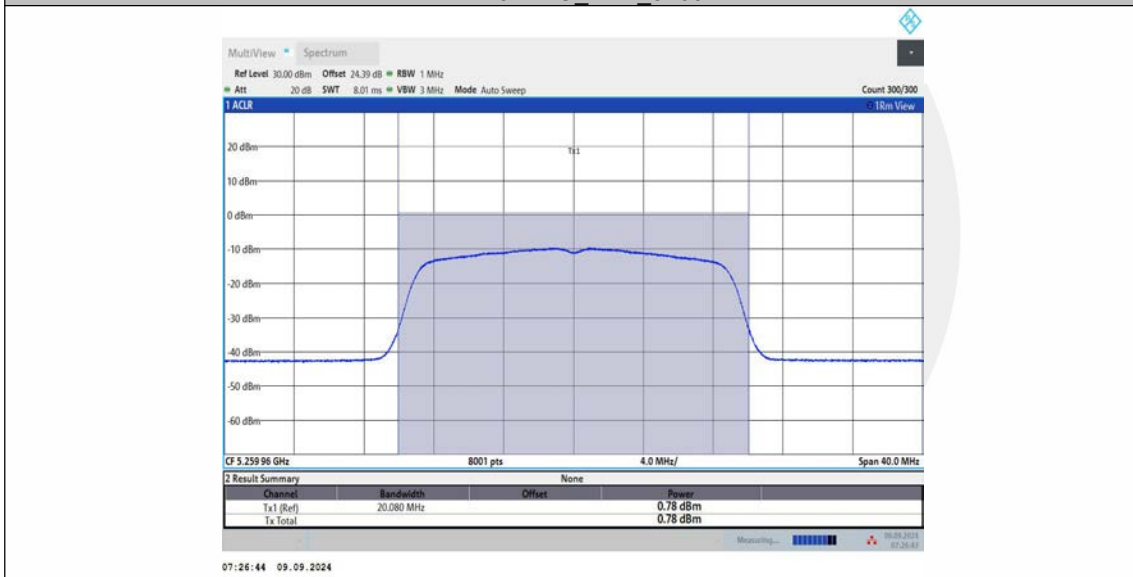 MultiView Spectrum
Ref Level 30.00 dBm Offset 24.39 dB RBW 1 MHz
Att 20 dB SWT 8.01 ms VBW 3 MHz Mode Auto Sweep Count 300/300
1 ACLR 1Rm View
20 dBm
Tx1
10 dBm
0 dBm
-10 dBm
-20 dBm
-30 dBm
-40 dBm
-50 dBm
-60 dBm
CF 5.259 96 GHz 8001 pts 4.0 MHz/ Span 40.0 MHz
2 Result Summary None
Channel Bandwidth Offset Power
Tx1 (Ref) 20.080 MHz 0.78 dBm
Tx Total 0.78 dBm
Measuring... 09.09.2024
07:26:44 09.09.2024